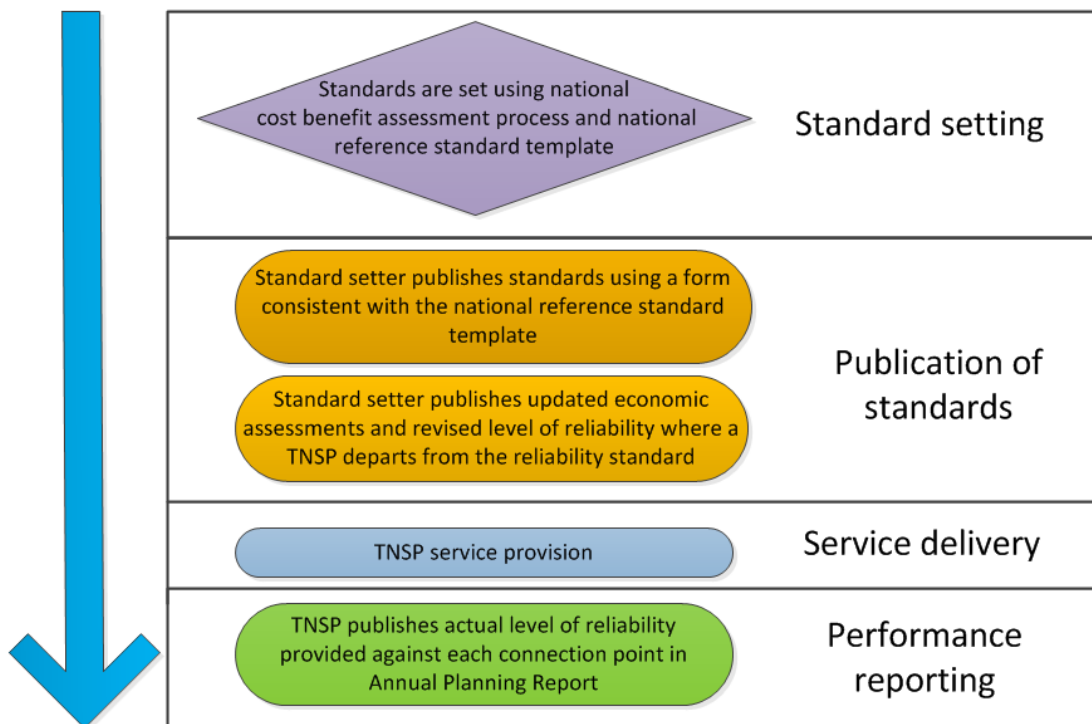 Standards are set using national
cost benefit assessment process and national
reference standard template
Standard setting
Standard setter publishes standards using a form
consistent with the national reference standard
template
Standard setter publishes updated economic
assessments and revised level of reliability where a
TNSP departs from the reliability standard
Publication of
standards
TNSP service provision
Service delivery
TNSP publishes actual level of reliability
provided against each connection point in
Annual Planning Report
Performance
reporting